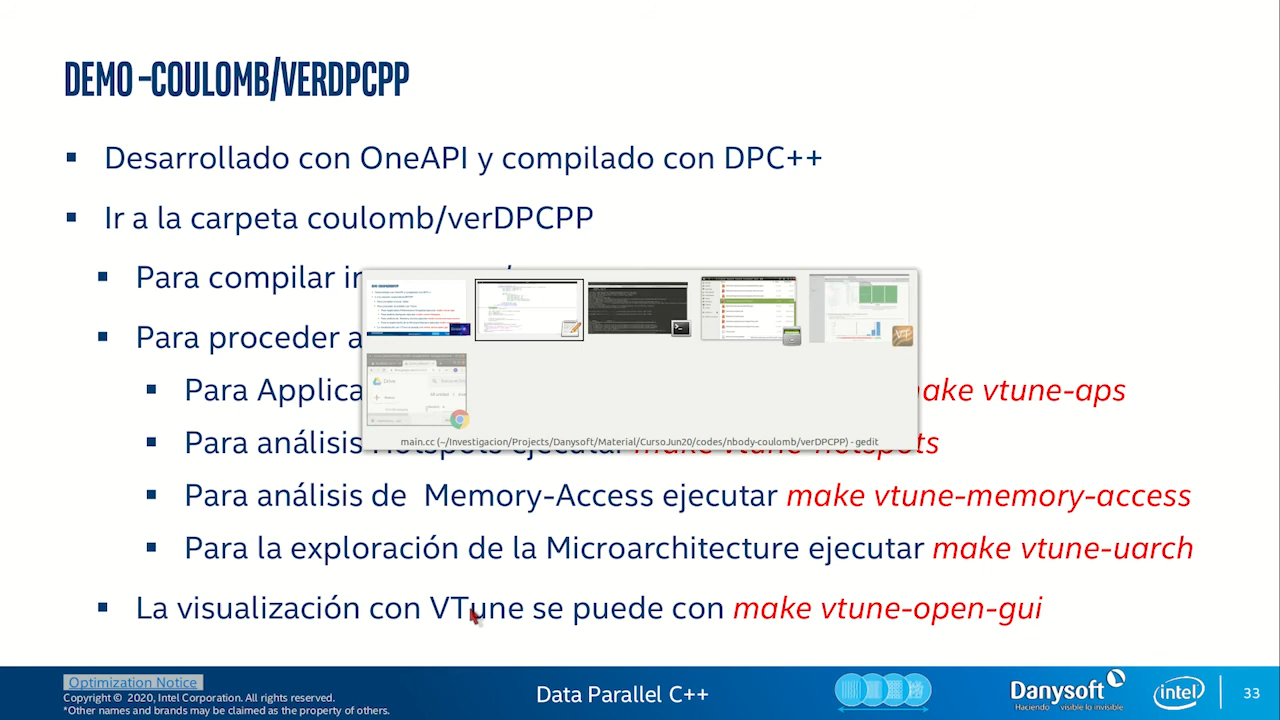 DEMO –COULOMB/VERDPCPP
▪ Desarrollado con OneAPI y compilado con DPC++
▪ Ir a la carpeta coulomb/verDPCPP
▪ Para compilar
▪ Para proceder a
▪ Para Applica make vtune-aps
▪ Para análisis Hotspots ejecutar make vtune-hotspots
main.cc (~/Investigacion/Projects/Danysoft/Material/CursoJun20/codes/nbody-coulomb/verDPCPP) - gedit
▪ Para análisis de Memory-Access ejecutar make vtune-memory-access
▪ Para la exploración de la Microarchitecture ejecutar make vtune-uarch
▪ La visualización con VTune se puede con make vtune-open-gui
Optimization Notice
Copyright © 2020, Intel Corporation. All rights reserved.
*Other names and brands may be claimed as the property of others.
Data Parallel C++
Danysoft
Haciendo visible lo invisible
intel
33